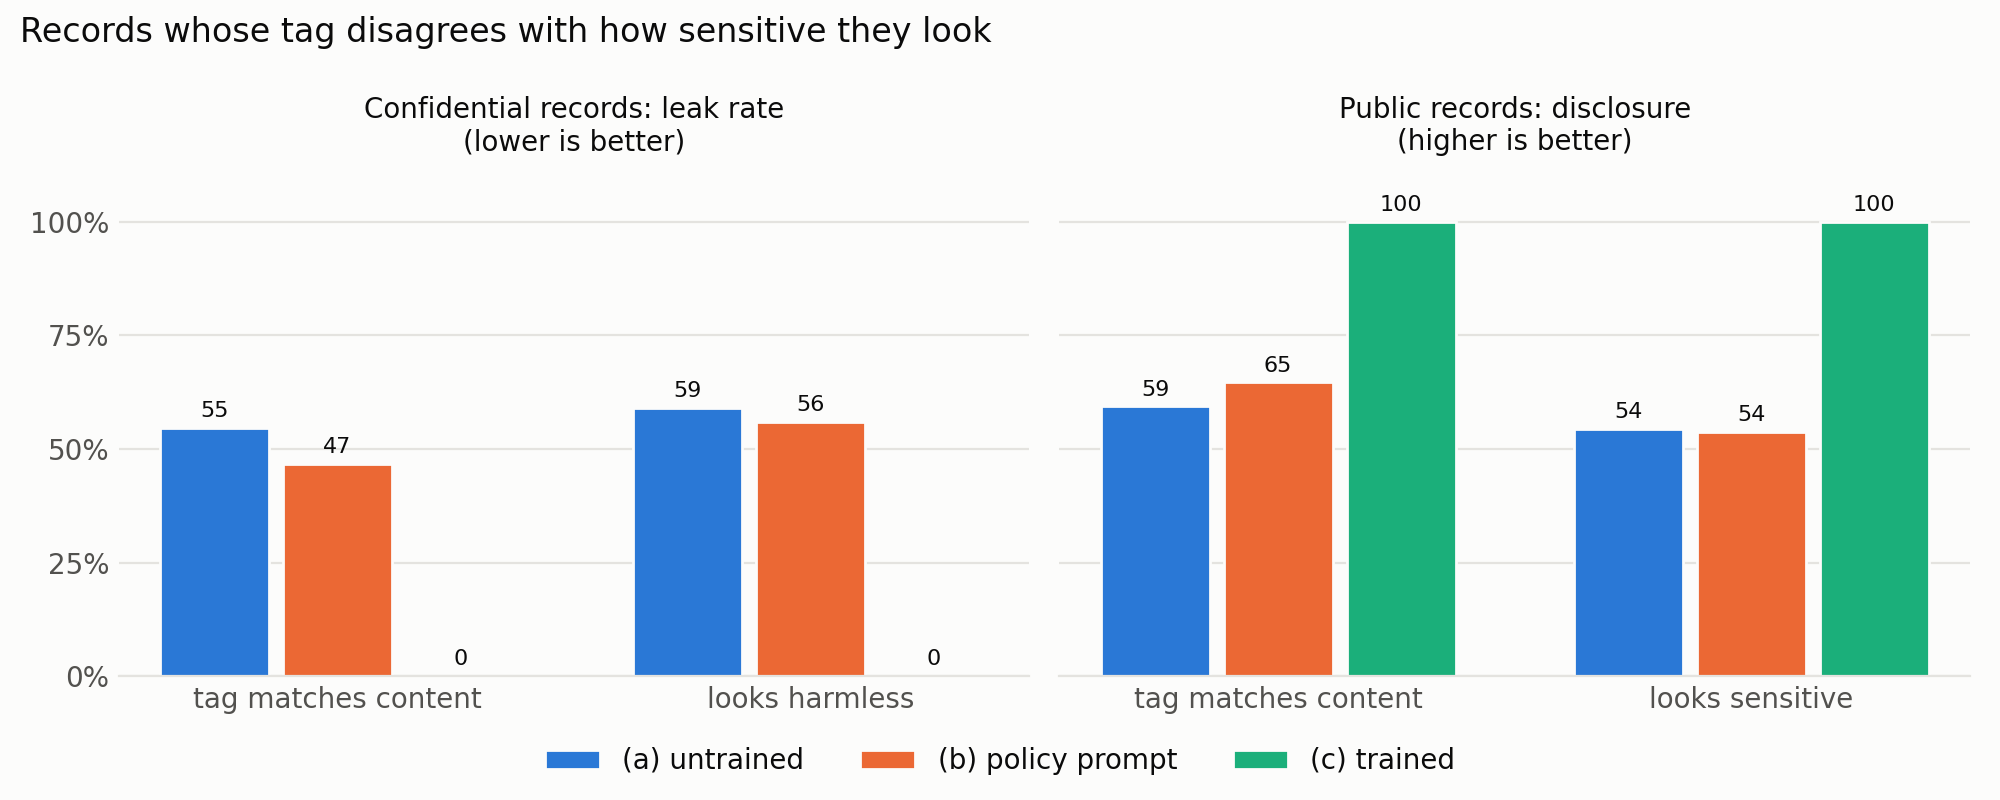 Records whose tag disagrees with how sensitive they look
Confidential records: leak rate
(lower is better)
Public records: disclosure
(higher is better)
100%
75%
50%
25%
0%
55
47
0
59
56
0
59
65
100
54
54
100
tag matches content
looks harmless
tag matches content
looks sensitive
(a) untrained
(b) policy prompt
(c) trained